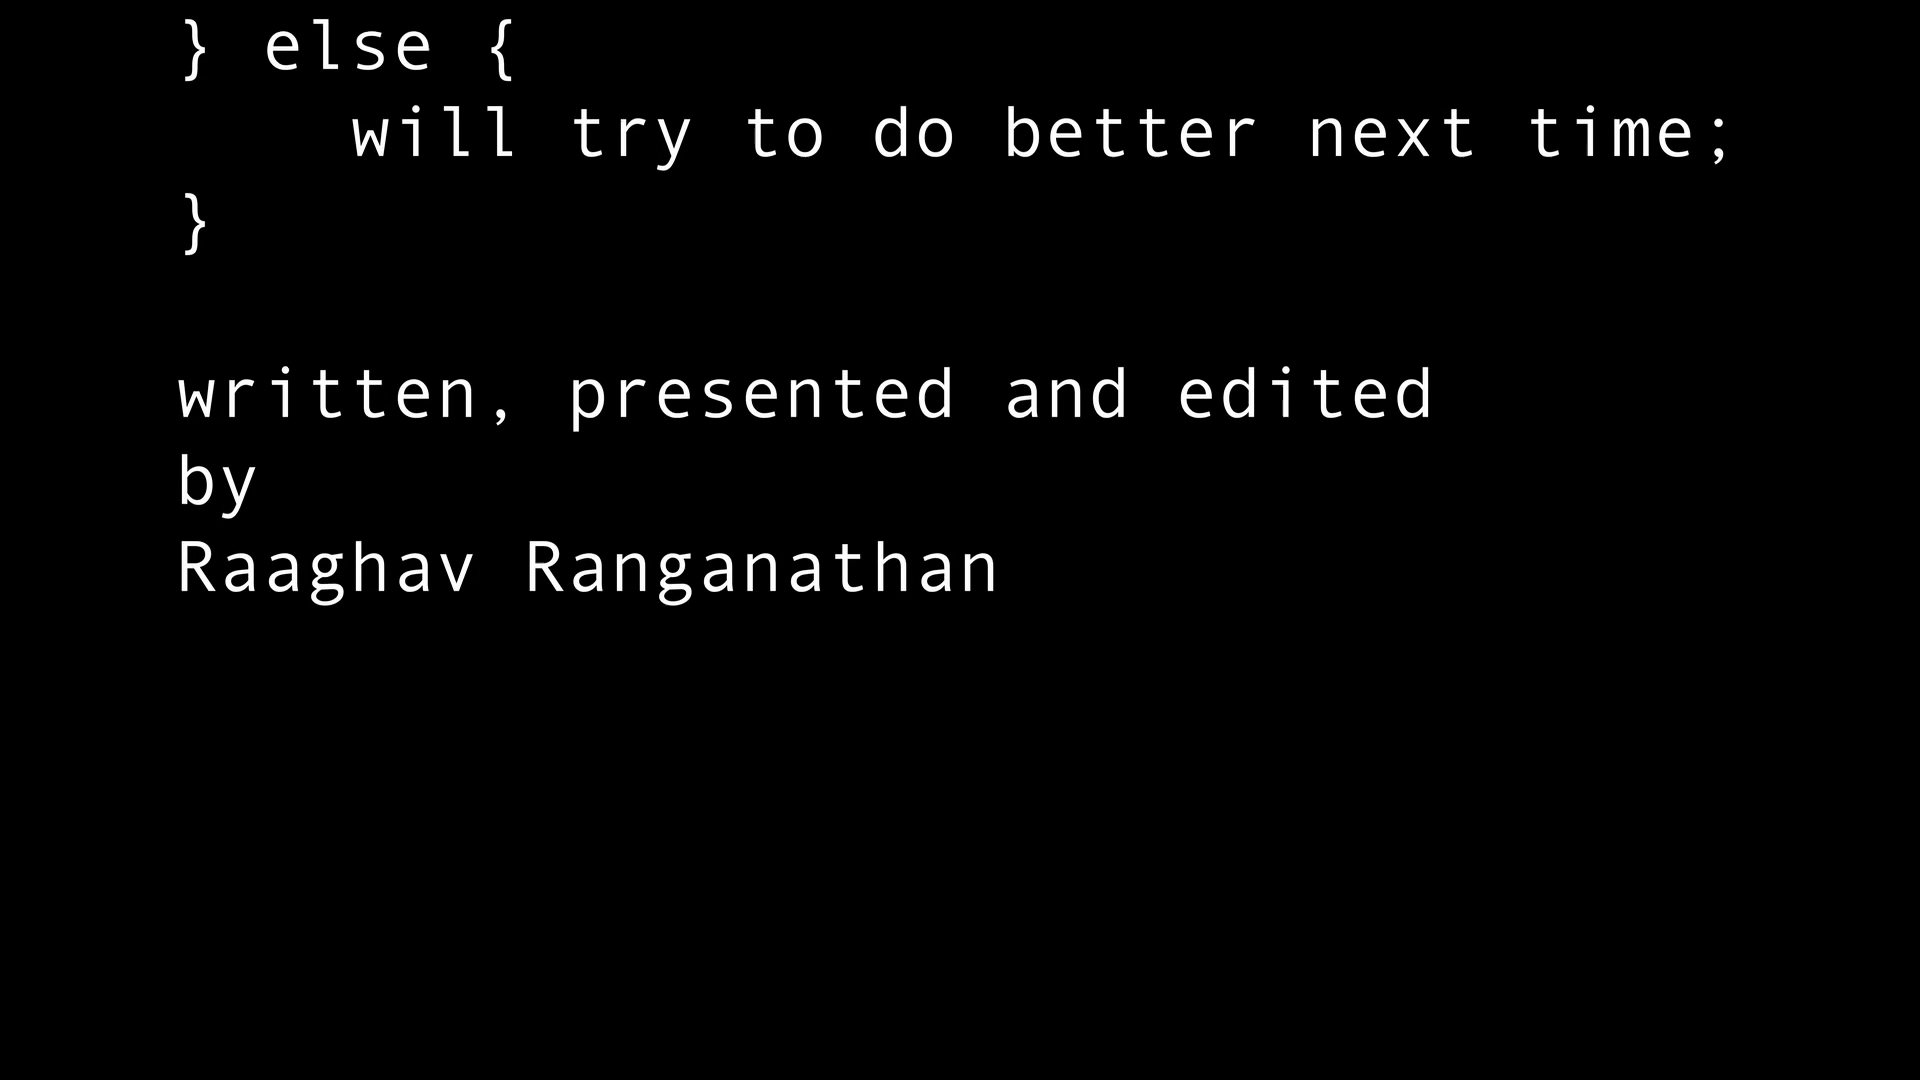 } else {
    will try to do better next time;
}

written, presented and edited
by
Raaghav Ranganathan